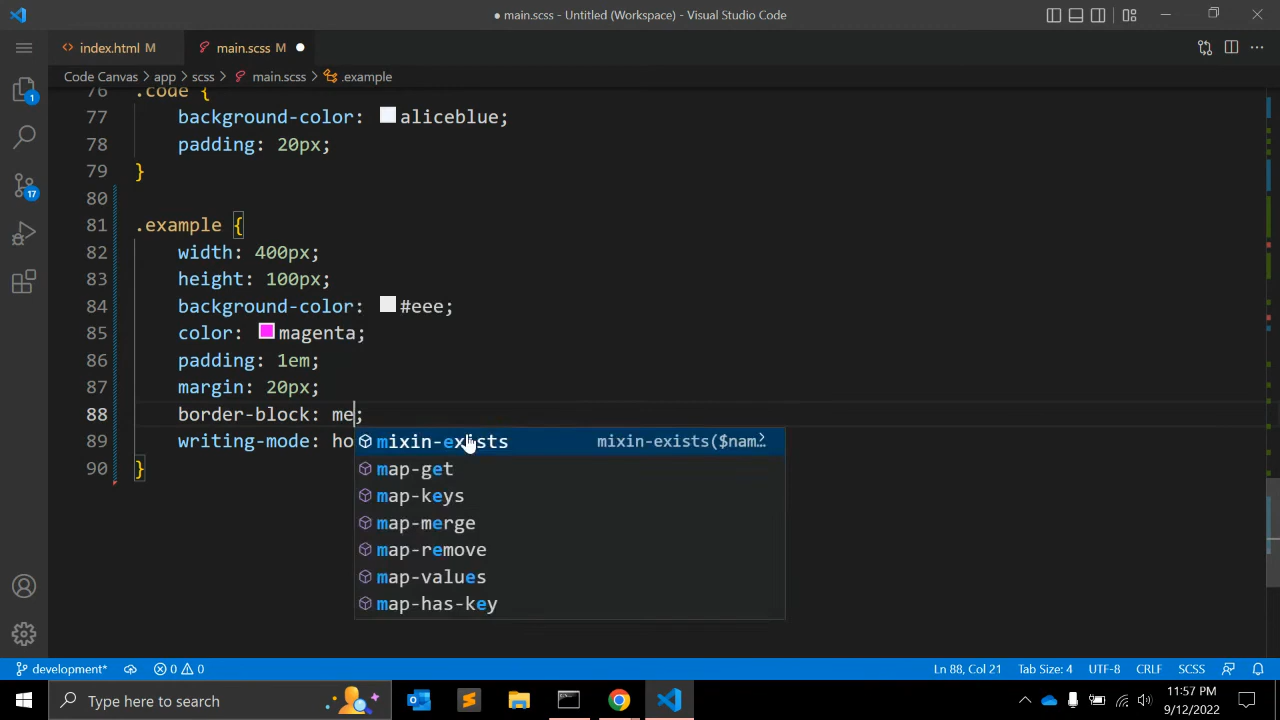 ● main.scss - Untitled (Workspace) - Visual Studio Code
<> index.html M
main.scss M ●
Code Canvas > app > scss > main.scss > .example
76 .code {
77 background-color: aliceblue;
78 padding: 20px;
79 }
80
81 .example {
82 width: 400px;
83 height: 100px;
84 background-color: #eee;
85 color: magenta;
86 padding: 1em;
87 margin: 20px;
88 border-block: me;
89 writing-mode: ho
mixin-exists mixin-exists($nam…
90 }
map-get
map-keys
map-merge
map-remove
map-values
map-has-key
1
17
development* 0 0 Ln 88, Col 21 Tab Size: 4 UTF-8 CRLF SCSS
Type here to search
11:57 PM
9/12/2022